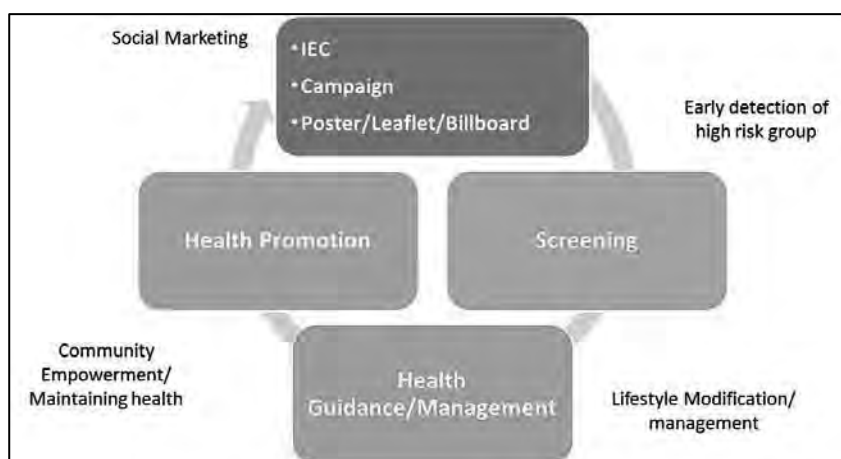 Social Marketing
•IEC
•Campaign
•Poster/Leaflet/Billboard
Early detection of
high risk group
Health Promotion
Screening
Community
Empowerment/
Maintaining health
Health
Guidance/Management
Lifestyle Modification/
management